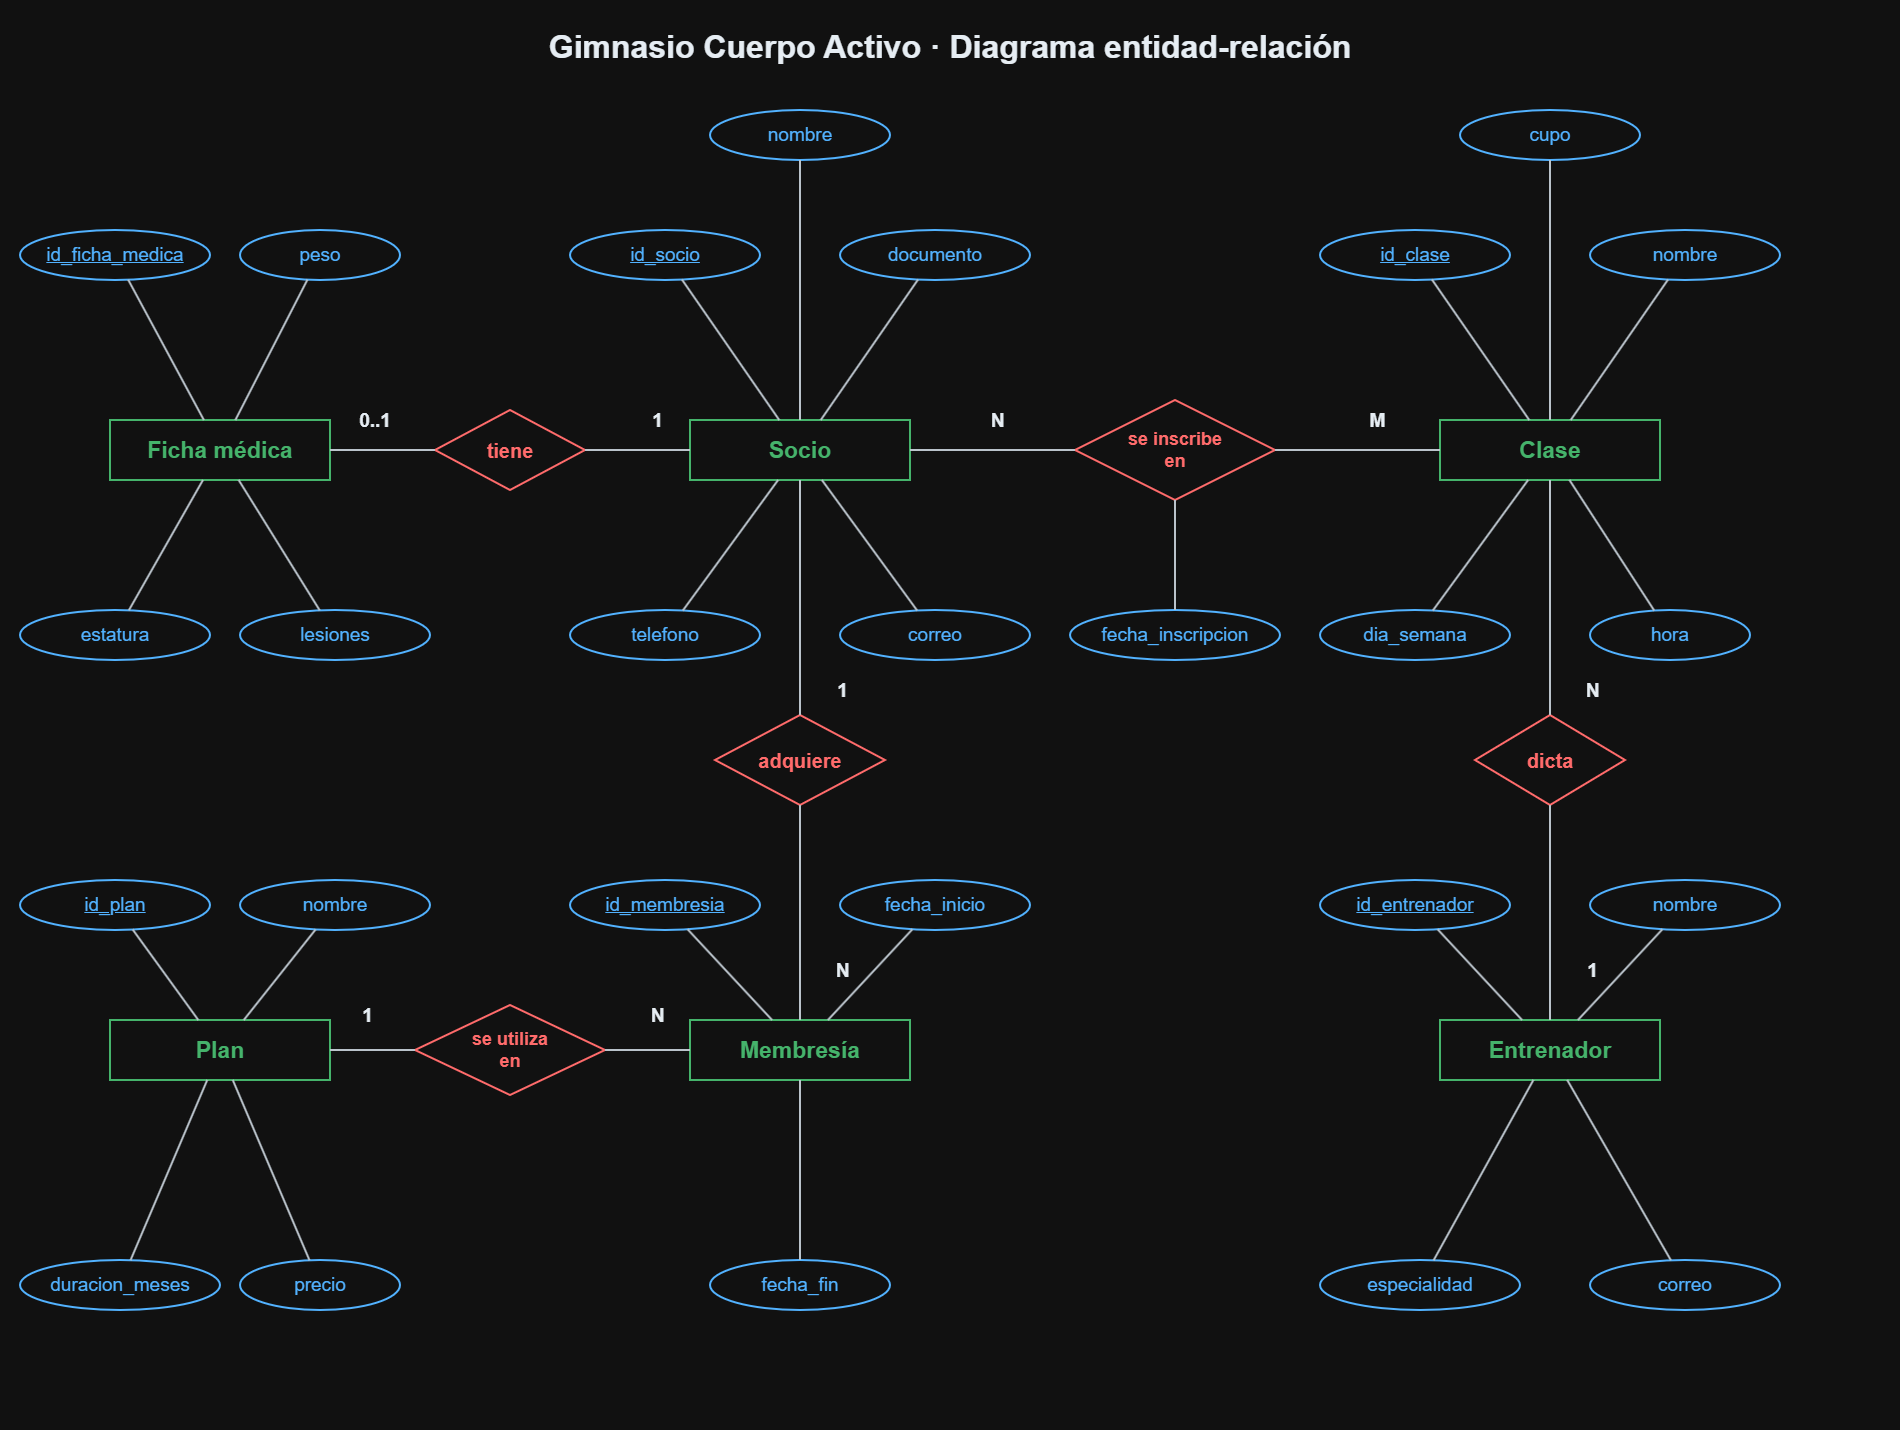 Gimnasio Cuerpo Activo · Diagrama entidad-relación
nombre
cupo
id_ficha_medica
peso
id_socio
documento
id_clase
nombre
0..1
1
N
M
Ficha médica
tiene
Socio
se inscribe
en
Clase
estatura
lesiones
telefono
correo
fecha_inscripcion
dia_semana
hora
1
N
adquiere
dicta
id_plan
nombre
id_membresia
fecha_inicio
id_entrenador
nombre
N
1
1
N
Plan
se utiliza
en
Membresía
Entrenador
duracion_meses
precio
fecha_fin
especialidad
correo